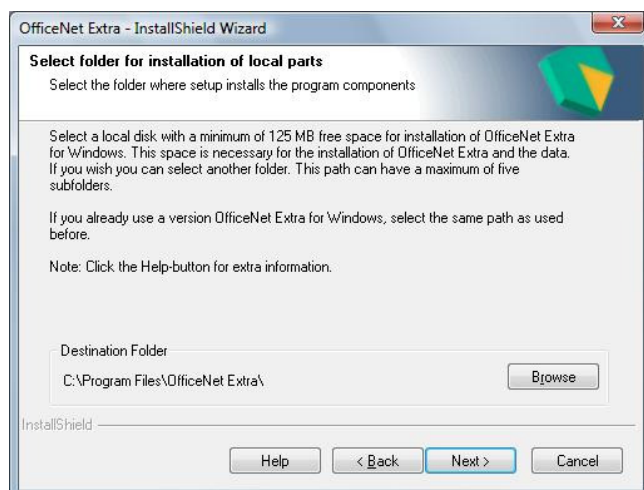 OfficeNet Extra - InstallShield Wizard
Select folder for installation of local parts
Select the folder where setup installs the program components
Select a local disk with a minimum of 125 MB free space for installation of OfficeNet Extra
for Windows. This space is necessary for the installation of OfficeNet Extra and the data.
If you wish you can select another folder. This path can have a maximum of five
subfolders.
If you already use a version OfficeNet Extra for Windows, select the same path as used
before.
Note: Click the Help-button for extra information.
Destination Folder
C:\Program Files\OfficeNet Extra\
Browse
InstallShield
Help
< Back
Next >
Cancel